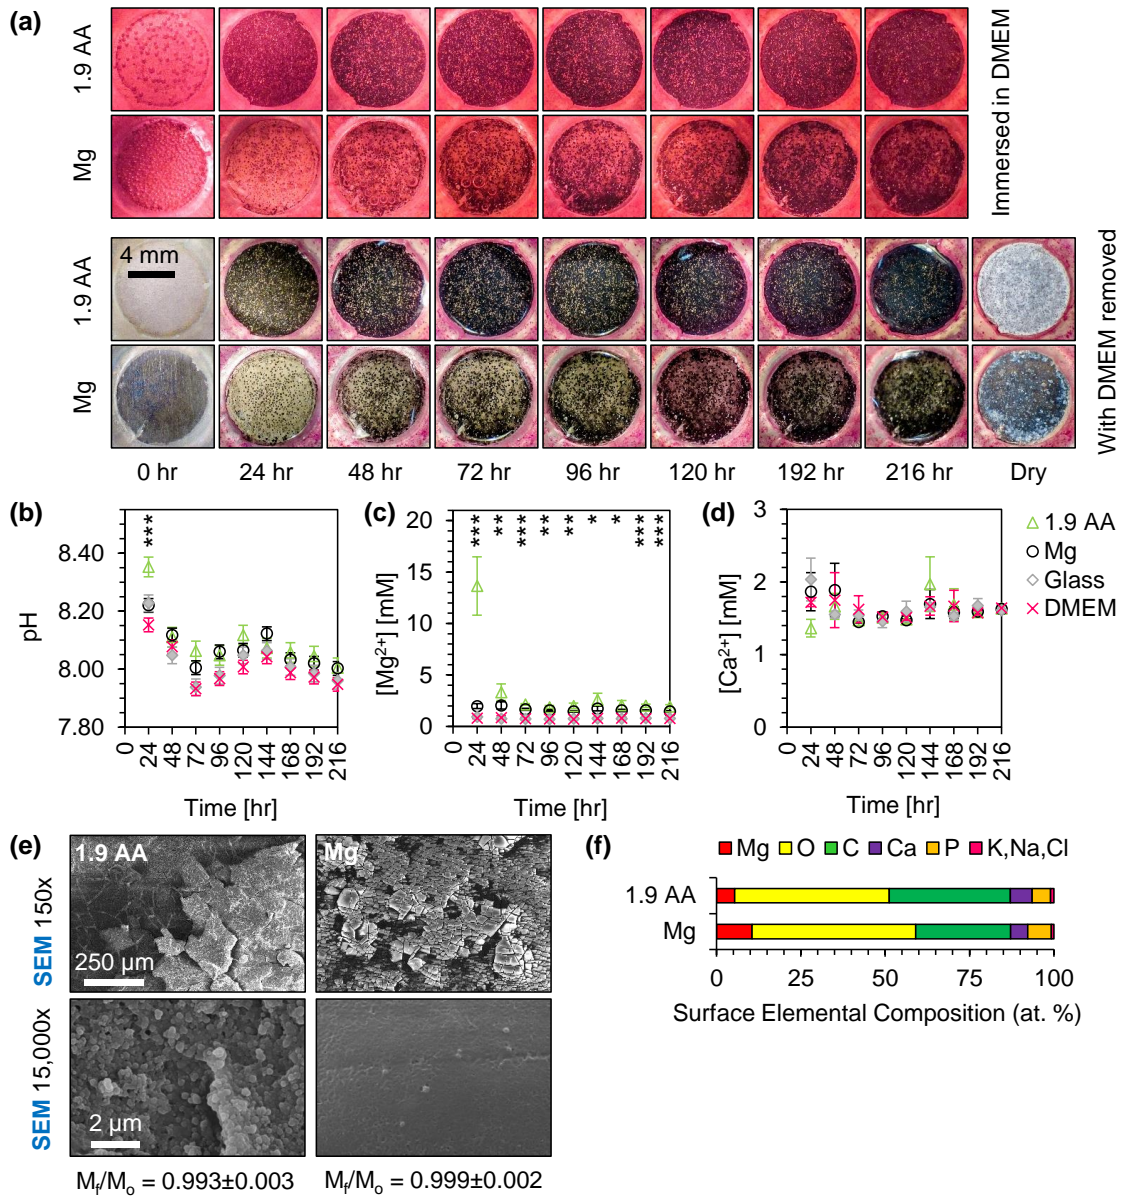 (a)
1.9 AA
Mg
Immersed in DMEM
1.9 AA
4 mm
Mg
With DMEM removed
0 hr 24 hr 48 hr 72 hr 96 hr 120 hr 192 hr 216 hr Dry
(b)
***
8.40
8.20
8.00
7.80
pH
0 24 48 72 96 120 144 168 192 216
Time [hr]
(c)
*** ** *** ** ** * * *** ***
20
15
10
5
0
[Mg²⁺] [mM]
0 24 48 72 96 120 144 168 192 216
Time [hr]
(d)
3
2
1
0
[Ca²⁺] [mM]
0 24 48 72 96 120 144 168 192 216
Time [hr]
1.9 AA
Mg
Glass
DMEM
(e)
1.9 AA
Mg
SEM 150x
250 µm
SEM 15,000x
2 µm
M_f/M_o = 0.993±0.003
M_f/M_o = 0.999±0.002
(f)
Mg O C Ca P K,Na,Cl
1.9 AA
Mg
0 25 50 75 100
Surface Elemental Composition (at. %)